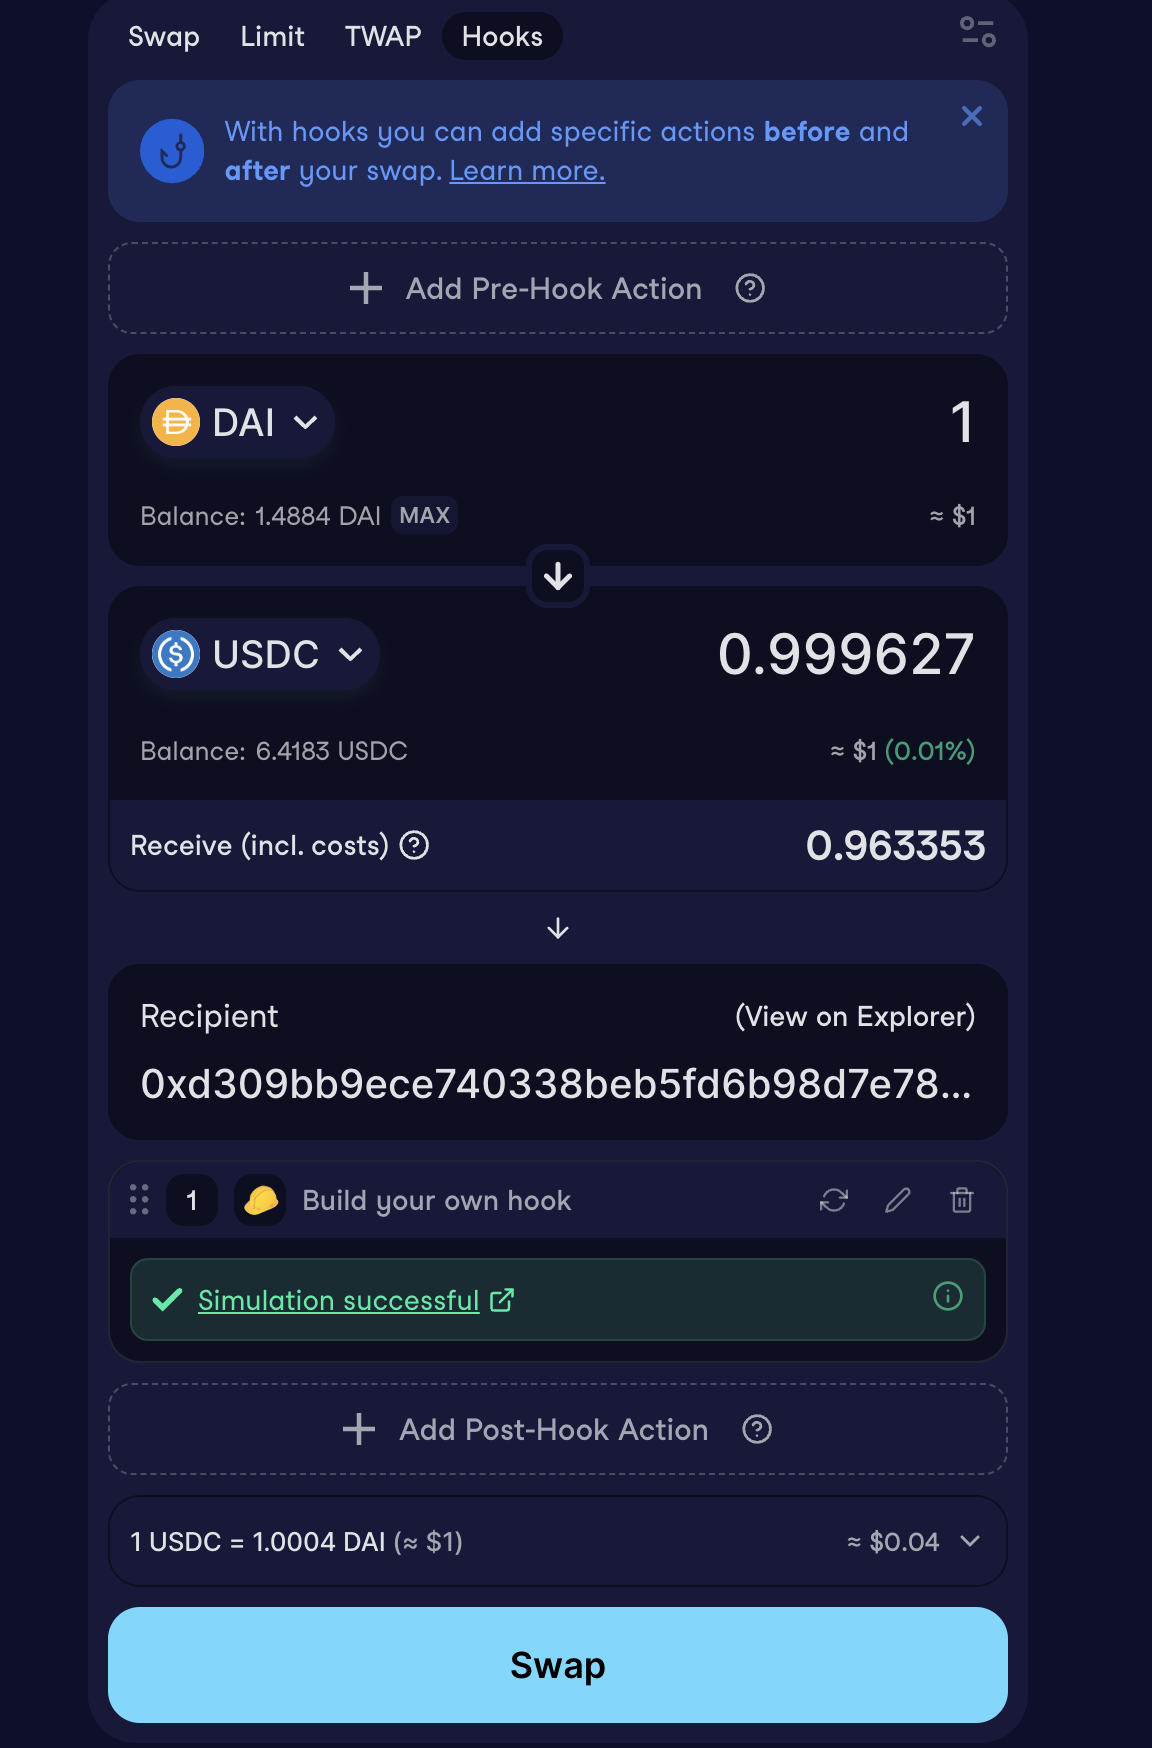 Swap Limit TWAP Hooks
With hooks you can add specific actions before and
after your swap. Learn more.
Add Pre-Hook Action
DAI 1
Balance: 1.4884 DAI MAX ≈ $1
USDC 0.999627
Balance: 6.4183 USDC ≈ $1 (0.01%)
Receive (incl. costs) 0.963353
Recipient (View on Explorer)
0xd309bb9ece740338beb5fd6b98d7e78...
1 Build your own hook
Simulation successful
Add Post-Hook Action
1 USDC = 1.0004 DAI (≈ $1) ≈ $0.04
Swap